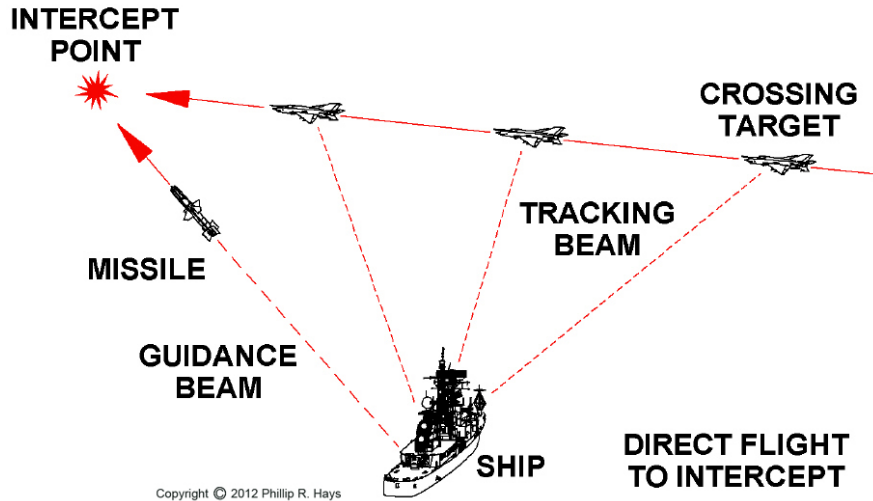 INTERCEPT
POINT
CROSSING
TARGET
TRACKING
BEAM
MISSILE
GUIDANCE
BEAM
SHIP
DIRECT FLIGHT
TO INTERCEPT
Copyright © 2012 Phillip R. Hays